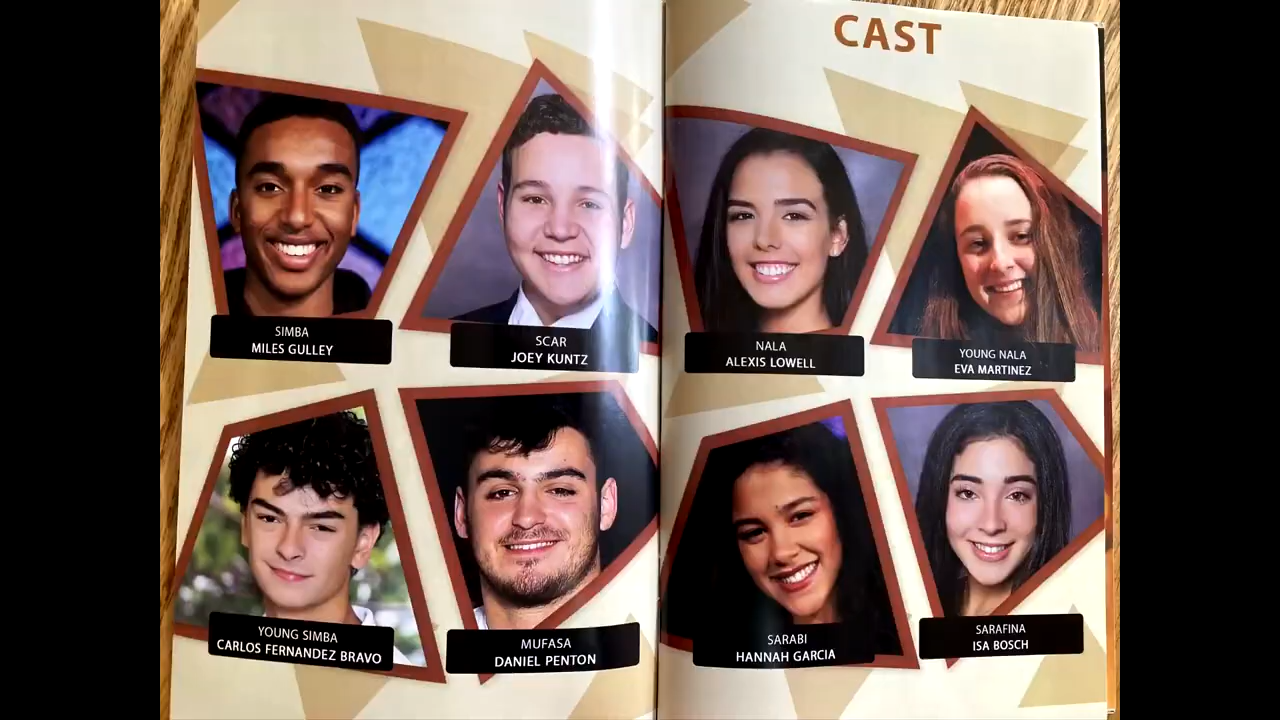 CAST
SIMBA
MILES GULLEY
SCAR
JOEY KUNTZ
NALA
ALEXIS LOWELL
YOUNG NALA
EVA MARTINEZ
YOUNG SIMBA
CARLOS FERNANDEZ BRAVO
MUFASA
DANIEL PENTON
SARABI
HANNAH GARCIA
SARAFINA
ISA BOSCH